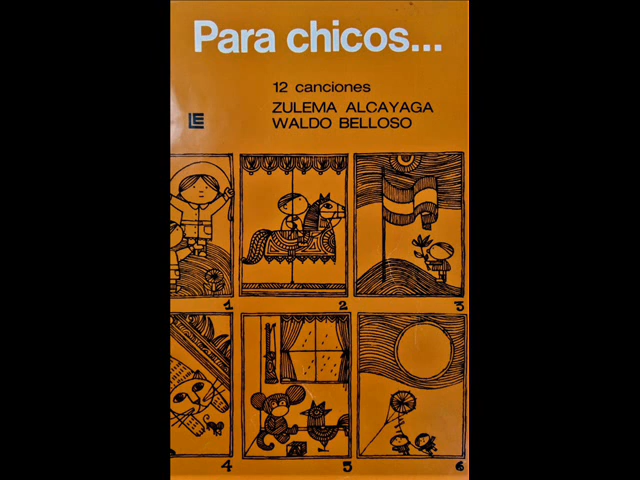 Para chicos...
12 canciones
ZULEMA ALCAYAGA
WALDO BELLOSO
LE
1
2
3
4
5
6